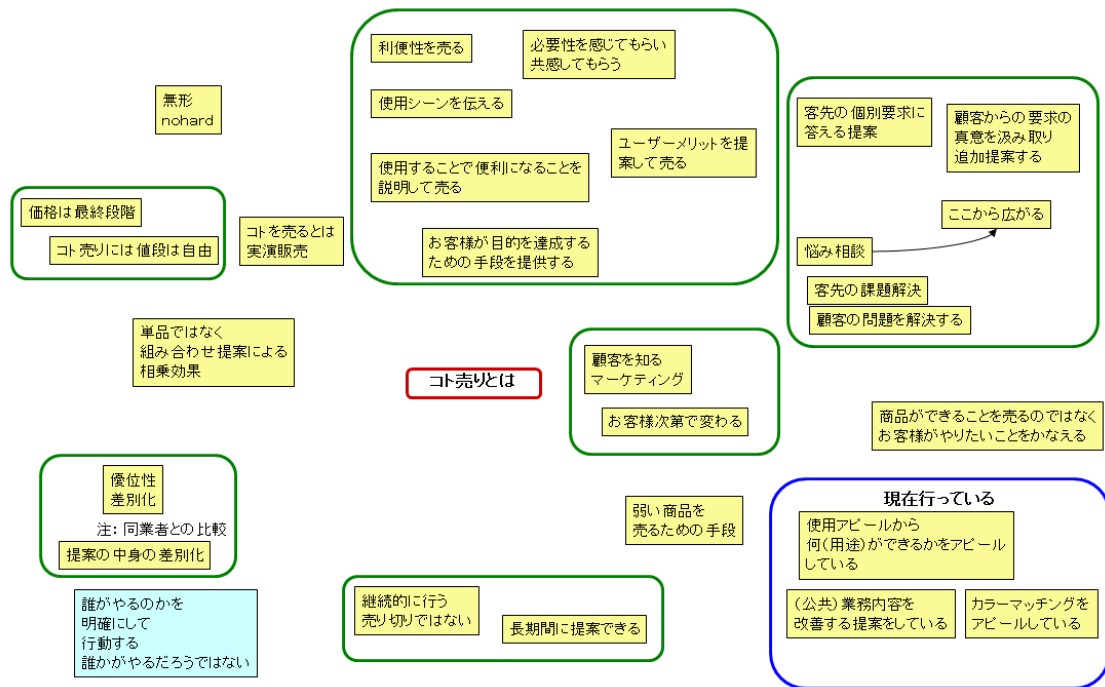 利便性を売る
必要性を感じてもらい
共感してもらう
使用シーンを伝える
ユーザーメリットを提
案して売る
使用することで便利になることを
説明して売る
お客様が目的を達成する
ための手段を提供する
無形
nohard
客先の個別要求に
答える提案
顧客からの要求の
真意を汲み取り
追加提案する
ここから広がる
悩み相談
客先の課題解決
顧客の問題を解決する
価格は最終段階
コト売りには値段は自由
コトを売るとは
実演販売
単品ではなく
組み合わせ提案による
相乗効果
コト売りとは
顧客を知る
マーケティング
お客様次第で変わる
商品ができることを売るのではなく
お客様がやりたいことをかなえる
優位性
差別化
注:同業者との比較
提案の中身の差別化
弱い商品を
売るための手段
現在行っている
使用アピールから
何(用途)ができるかをアピール
している
(公共)業務内容を
改善する提案をしている
カラーマッチングを
アピールしている
誰がやるのかを
明確にして
行動する
誰かがやるだろうではない
継続的に行う
売り切りではない
長期間に提案できる